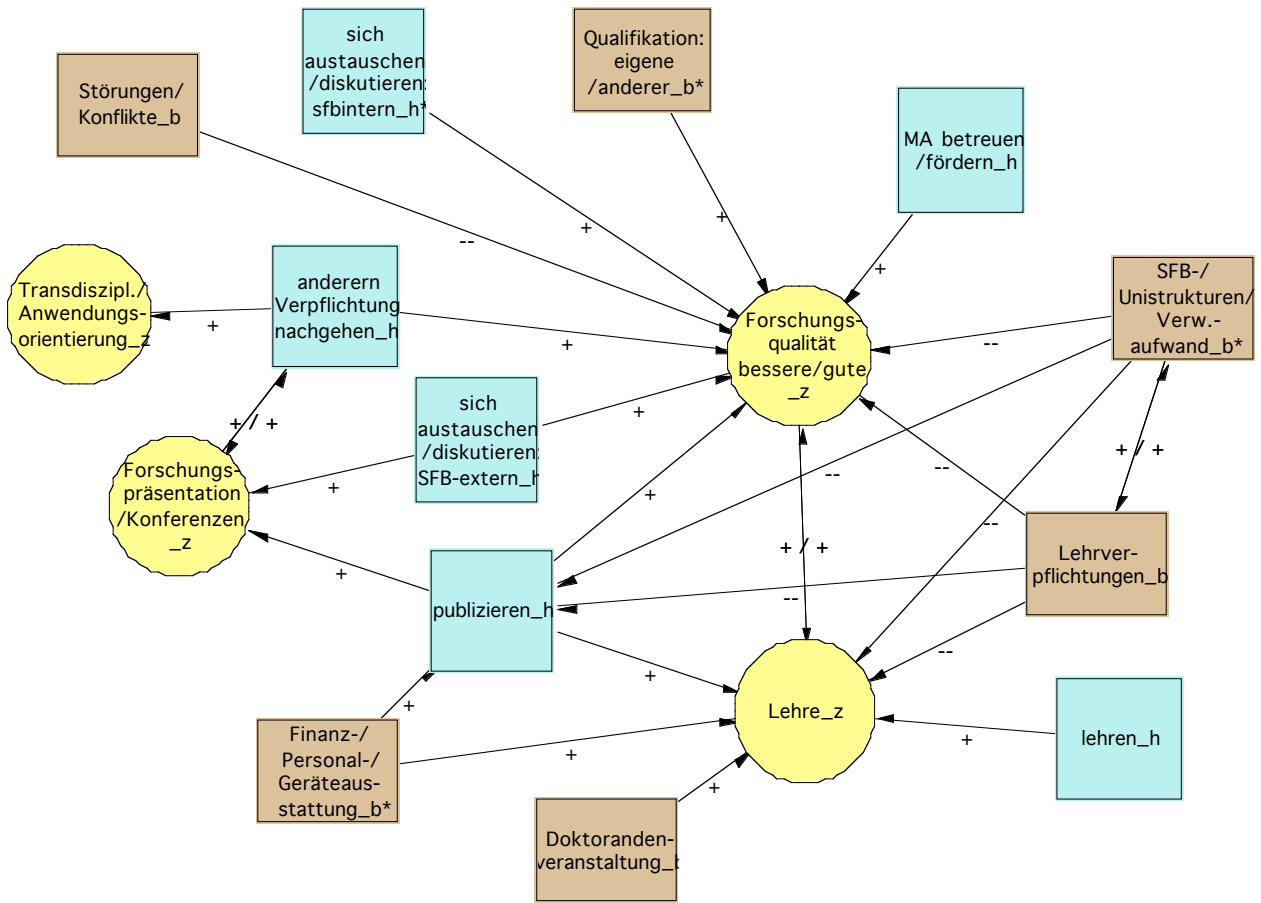 Störungen/
Konflikte_b
sich
austauschen
/diskutieren:
sfbintern_h*
Qualifikation:
eigene
/anderer_b*
MA betreuen
/fördern_h
SFB-/
Unistrukturen/
Verw.-
aufwand_b*
Transdiszipl./
Anwendungs-
orientierung_z
anderern
Verpflichtung
nachgehen_h
Forschungs-
qualität
bessere/gute
_z
sich
austauschen
/diskutieren:
SFB-extern_h
Forschungs-
präsentation
/Konferenzen
_z
publizieren_h
Lehrver-
pflichtungen_b
Lehre_z
lehren_h
Finanz-/
Personal-/
Geräteaus-
stattung_b*
Doktoranden-
veranstaltung_b
+
--
+
+
+
+
--
+
+ / +
+
+
--
--
+ / +
+
--
+ / +
+
--
--
+
+
+
+
+